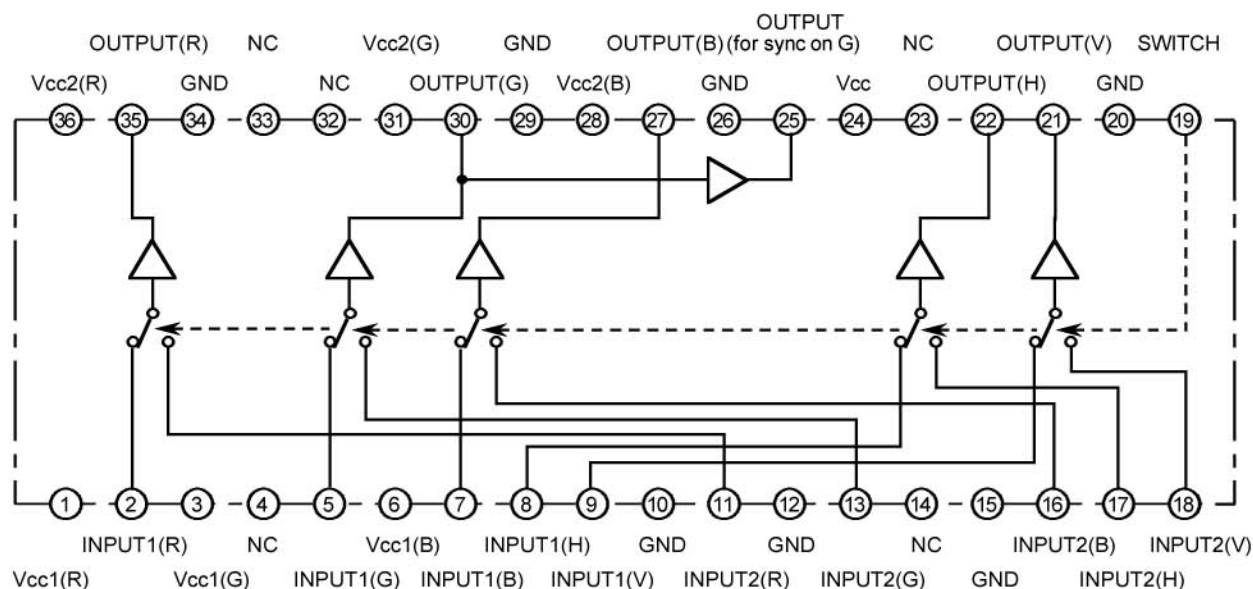 OUTPUT
OUTPUT(R) NC Vcc2(G) GND OUTPUT(B) (for sync on G) NC OUTPUT(V) SWITCH
Vcc2(R) GND NC OUTPUT(G) Vcc2(B) GND Vcc OUTPUT(H) GND
36 35 34 33 32 31 30 29 28 27 26 25 24 23 22 21 20 19
1 2 3 4 5 6 7 8 9 10 11 12 13 14 15 16 17 18
INPUT1(R) NC Vcc1(B) INPUT1(H) GND GND NC INPUT2(B) INPUT2(V)
Vcc1(R) Vcc1(G) INPUT1(G) INPUT1(B) INPUT1(V) INPUT2(R) INPUT2(G) GND INPUT2(H)